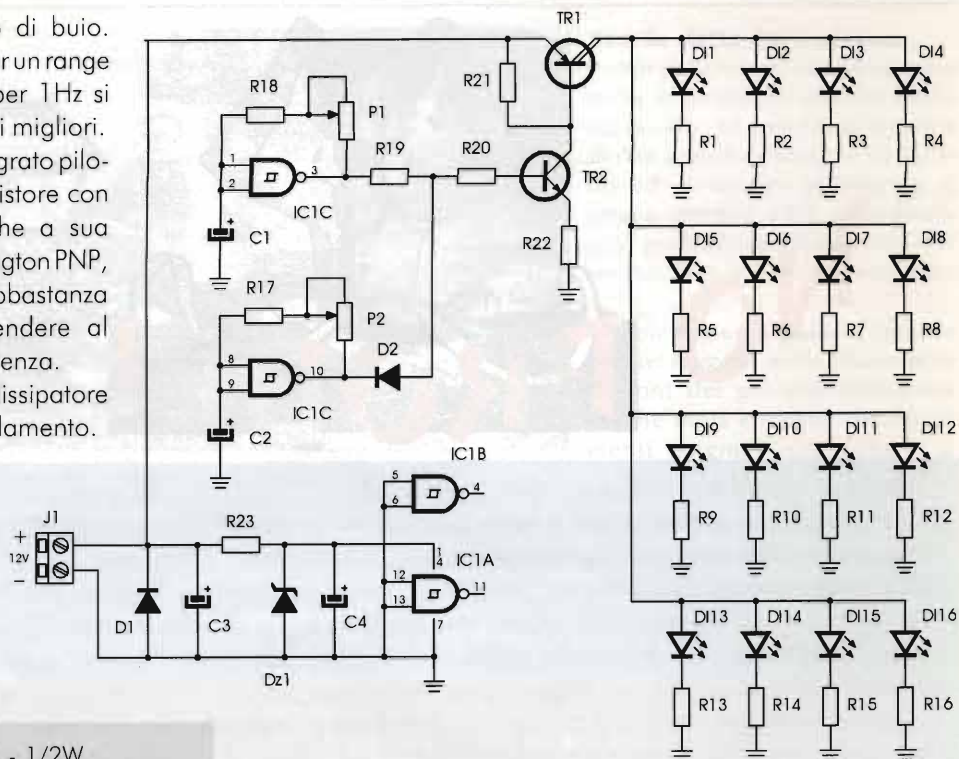 di buio.
r un range
per 1Hz si
i migliori.
grato pilo-
istore con
he a sua
gton PNP,
bbastanza
endere al
enza.
issipatore
lamento.
TR1
R21
R18
P1
1
2
3
IC1C
R19
R20
TR2
C1
+
R22
R17
P2
8
9
10
IC1C
D2
C2
+
DI1 DI2 DI3 DI4
R1 R2 R3 R4
DI5 DI6 DI7 DI8
R5 R6 R7 R8
DI9 DI10 DI11 DI12
R9 R10 R11 R12
DI13 DI14 DI15 DI16
R13 R14 R15 R16
IC1B
5
6
4
J1
+
12V
−
R23
1
4
IC1A
12
13
11
7
D1
+
C3
Dz1
+
C4
- 1/2W